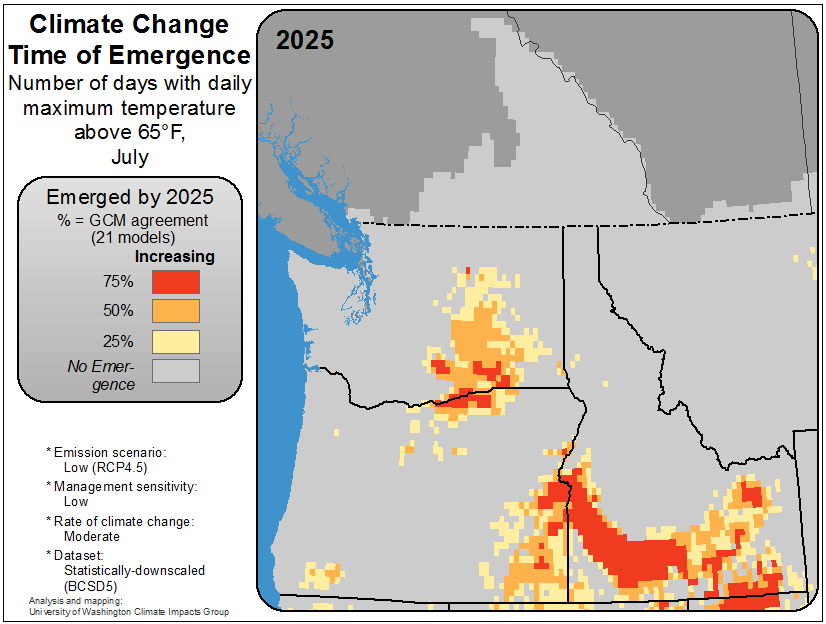 Climate Change
Time of Emergence
Number of days with daily
maximum temperature
above 65°F,
July
2025
Emerged by 2025
% = GCM agreement
(21 models)
Increasing
75%
50%
25%
No Emer-
gence
* Emission scenario:
Low (RCP4.5)
* Management sensitivity:
Low
* Rate of climate change:
Moderate
* Dataset:
Statistically-downscaled
(BCSD5)
Analysis and mapping:
University of Washington Climate Impacts Group